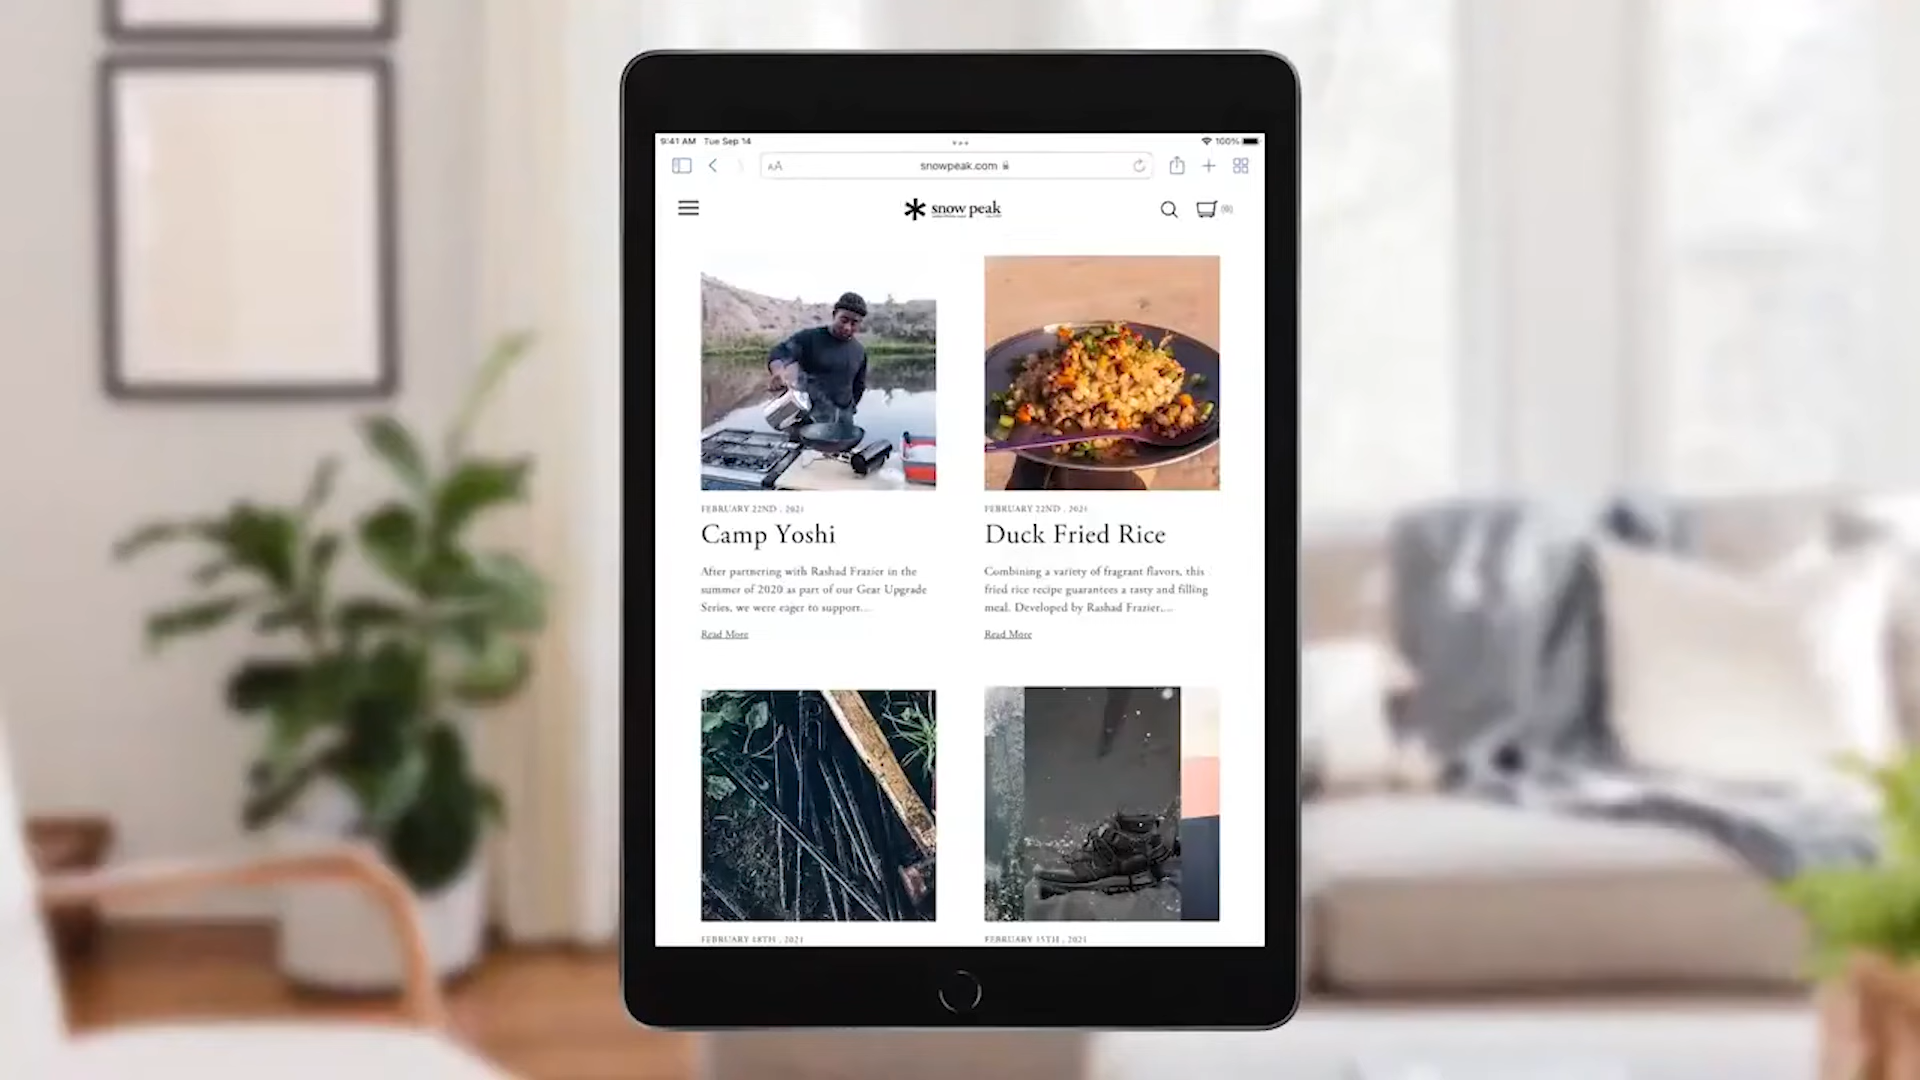 9:41 AM Tue Sep 14
100%
AA
snowpeak.com
snow peak
(0)
FEBRUARY 22ND , 2021
Camp Yoshi
After partnering with Rashad Frazier in the
summer of 2020 as part of our Gear Upgrade
Series, we were eager to support....
Read More
FEBRUARY 22ND , 2021
Duck Fried Rice
Combining a variety of fragrant flavors, this
fried rice recipe guarantees a tasty and filling
meal. Developed by Rashad Frazier,...
Read More
FEBRUARY 18TH , 2021
FEBRUARY 15TH , 2021